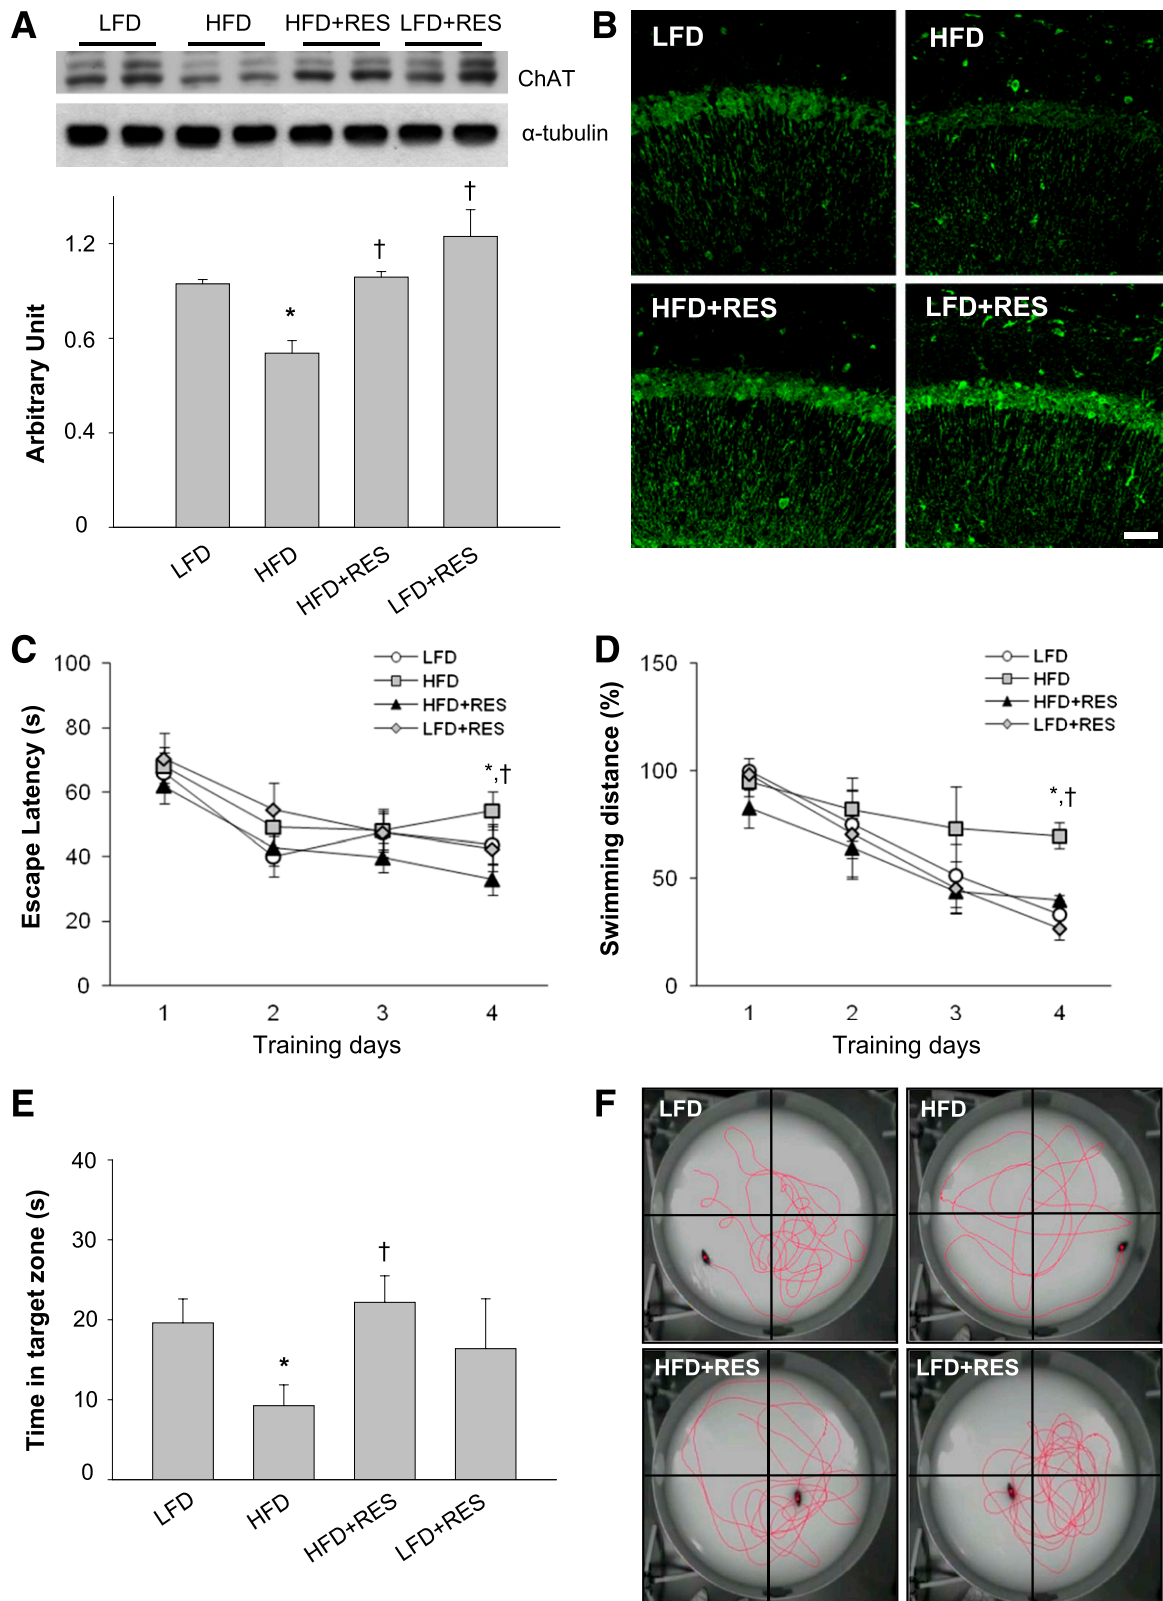 A
LFD HFD HFD+RES LFD+RES
ChAT
α-tubulin
†
†
*
1.2
0.6
0.4
0
Arbitrary Unit
LFD HFD HFD+RES LFD+RES
B
LFD HFD
HFD+RES LFD+RES
C
100
80
60
40
20
0
Escape Latency (s)
LFD
HFD
HFD+RES
LFD+RES
*,†
1 2 3 4
Training days
D
150
100
50
0
Swimming distance (%)
LFD
HFD
HFD+RES
LFD+RES
*,†
1 2 3 4
Training days
E
40
30
20
10
0
Time in target zone (s)
*
†
LFD HFD HFD+RES LFD+RES
F
LFD HFD
HFD+RES LFD+RES